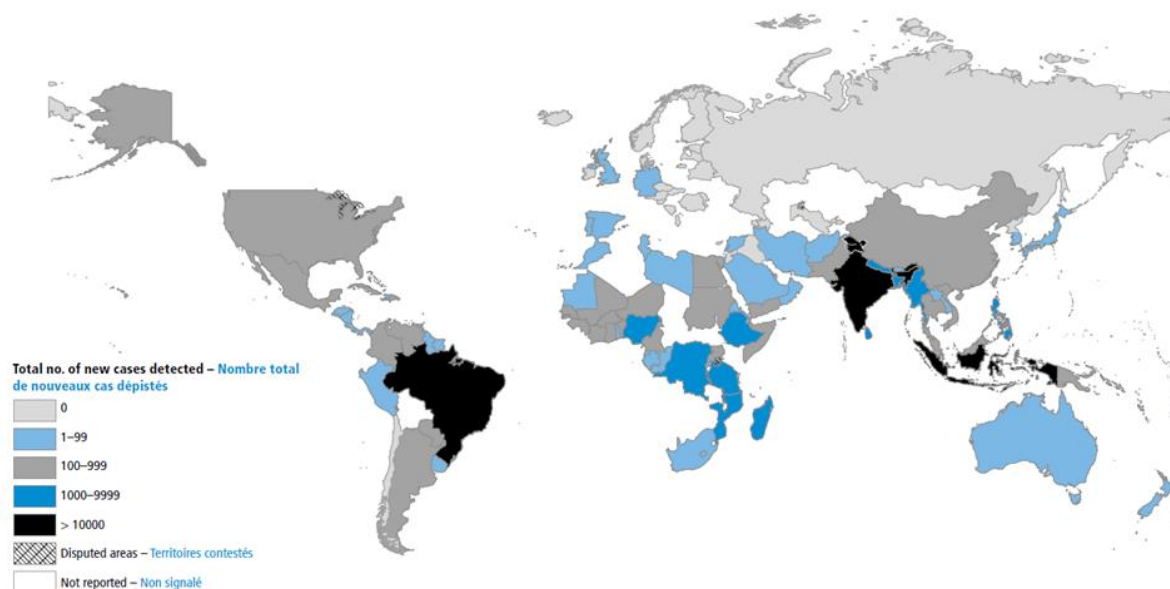 Total no. of new cases detected – Nombre total
de nouveaux cas dépistés
0
1–99
100–999
1000–9999
> 10000
Disputed areas – Territoires contestés
Not reported – Non signalé